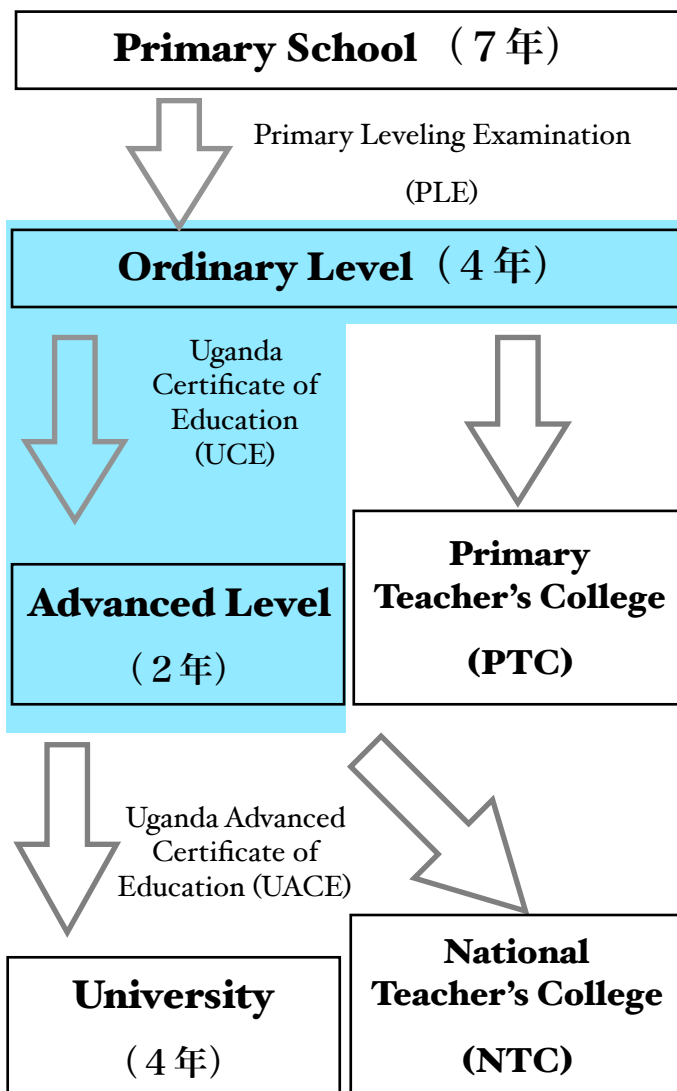 Primary School（７年）
Primary Leveling Examination
(PLE)
Ordinary Level（４年）
Uganda
Certificate of
Education
(UCE)
Primary
Teacher’s College
(PTC)
Advanced Level
（２年）
Uganda Advanced
Certificate of
Education (UACE)
National
Teacher’s College
(NTC)
University
（４年）